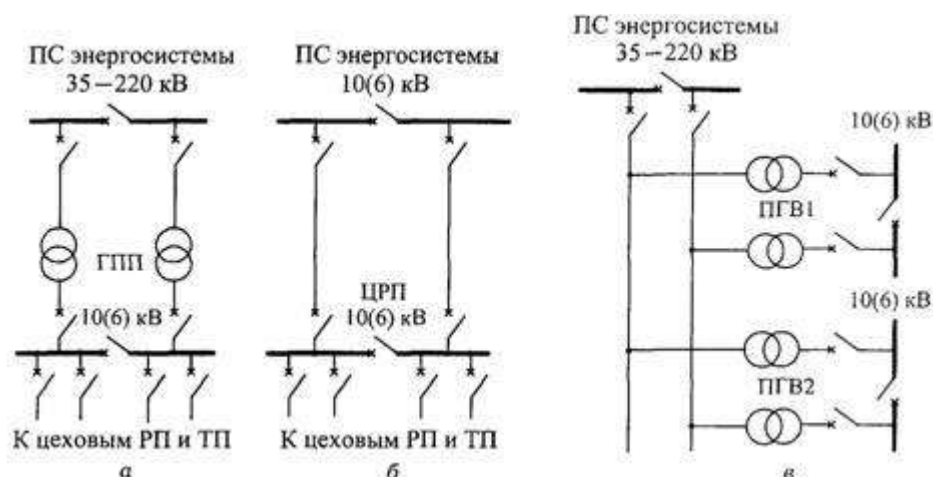 ПС энергосистемы
35—220 кВ
ГПП
10(6) кВ
К цеховым РП и ТП
а
ПС энергосистемы
10(6) кВ
ЦРП
10(6) кВ
К цеховым РП и ТП
б
ПС энергосистемы
35—220 кВ
10(6) кВ
ПГВ1
10(6) кВ
ПГВ2
в